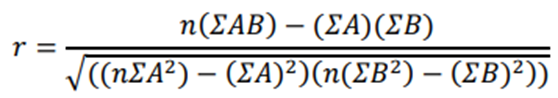 r = n(ΣAB) − (ΣA)(ΣB) / √((nΣA²) − (ΣA)²)(n(ΣB²) − (ΣB)²))